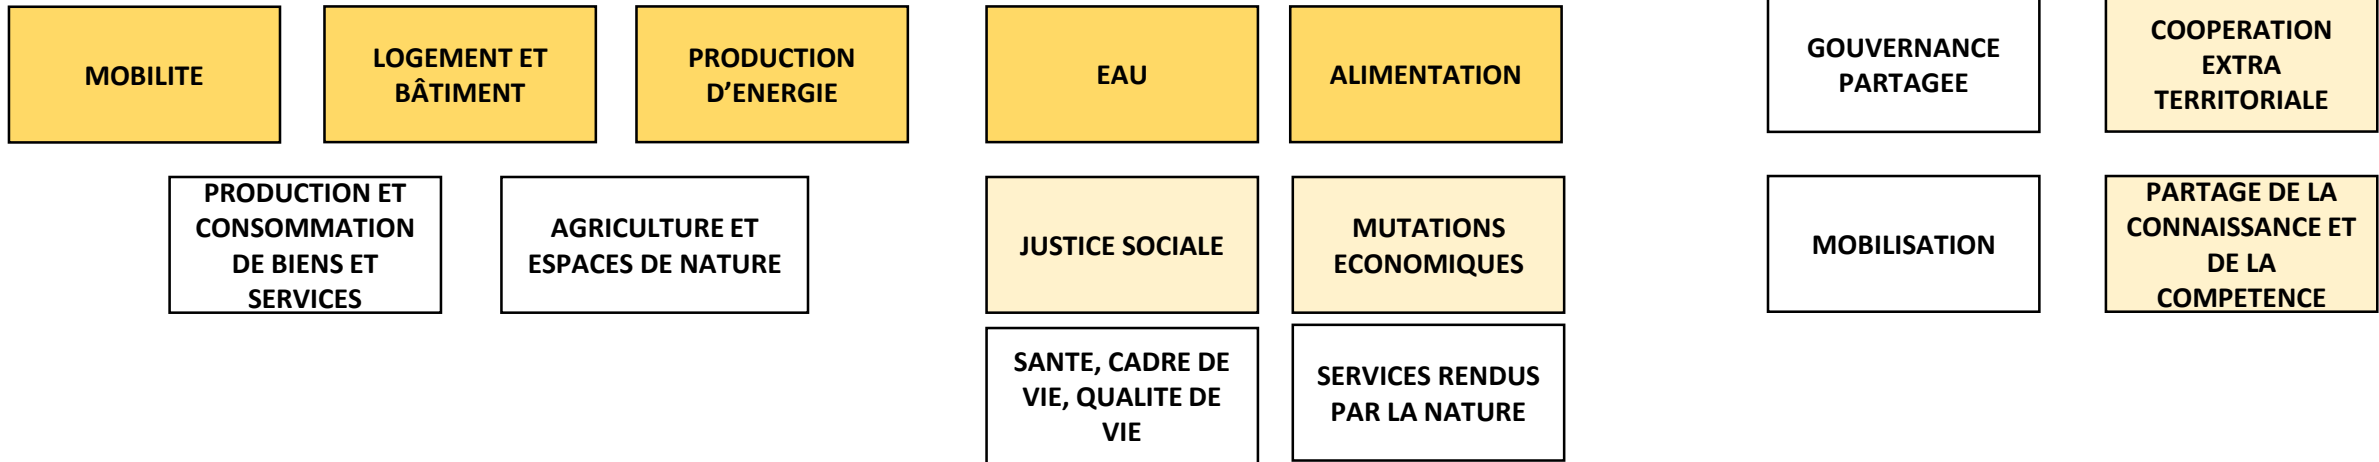 MOBILITE
LOGEMENT ET
BÂTIMENT
PRODUCTION
D’ENERGIE
EAU
ALIMENTATION
GOUVERNANCE
PARTAGEE
COOPERATION
EXTRA
TERRITORIALE
PRODUCTION ET
CONSOMMATION
DE BIENS ET
SERVICES
AGRICULTURE ET
ESPACES DE NATURE
JUSTICE SOCIALE
MUTATIONS
ECONOMIQUES
MOBILISATION
PARTAGE DE LA
CONNAISSANCE ET
DE LA
COMPETENCE
SANTE, CADRE DE
VIE, QUALITE DE
VIE
SERVICES RENDUS
PAR LA NATURE